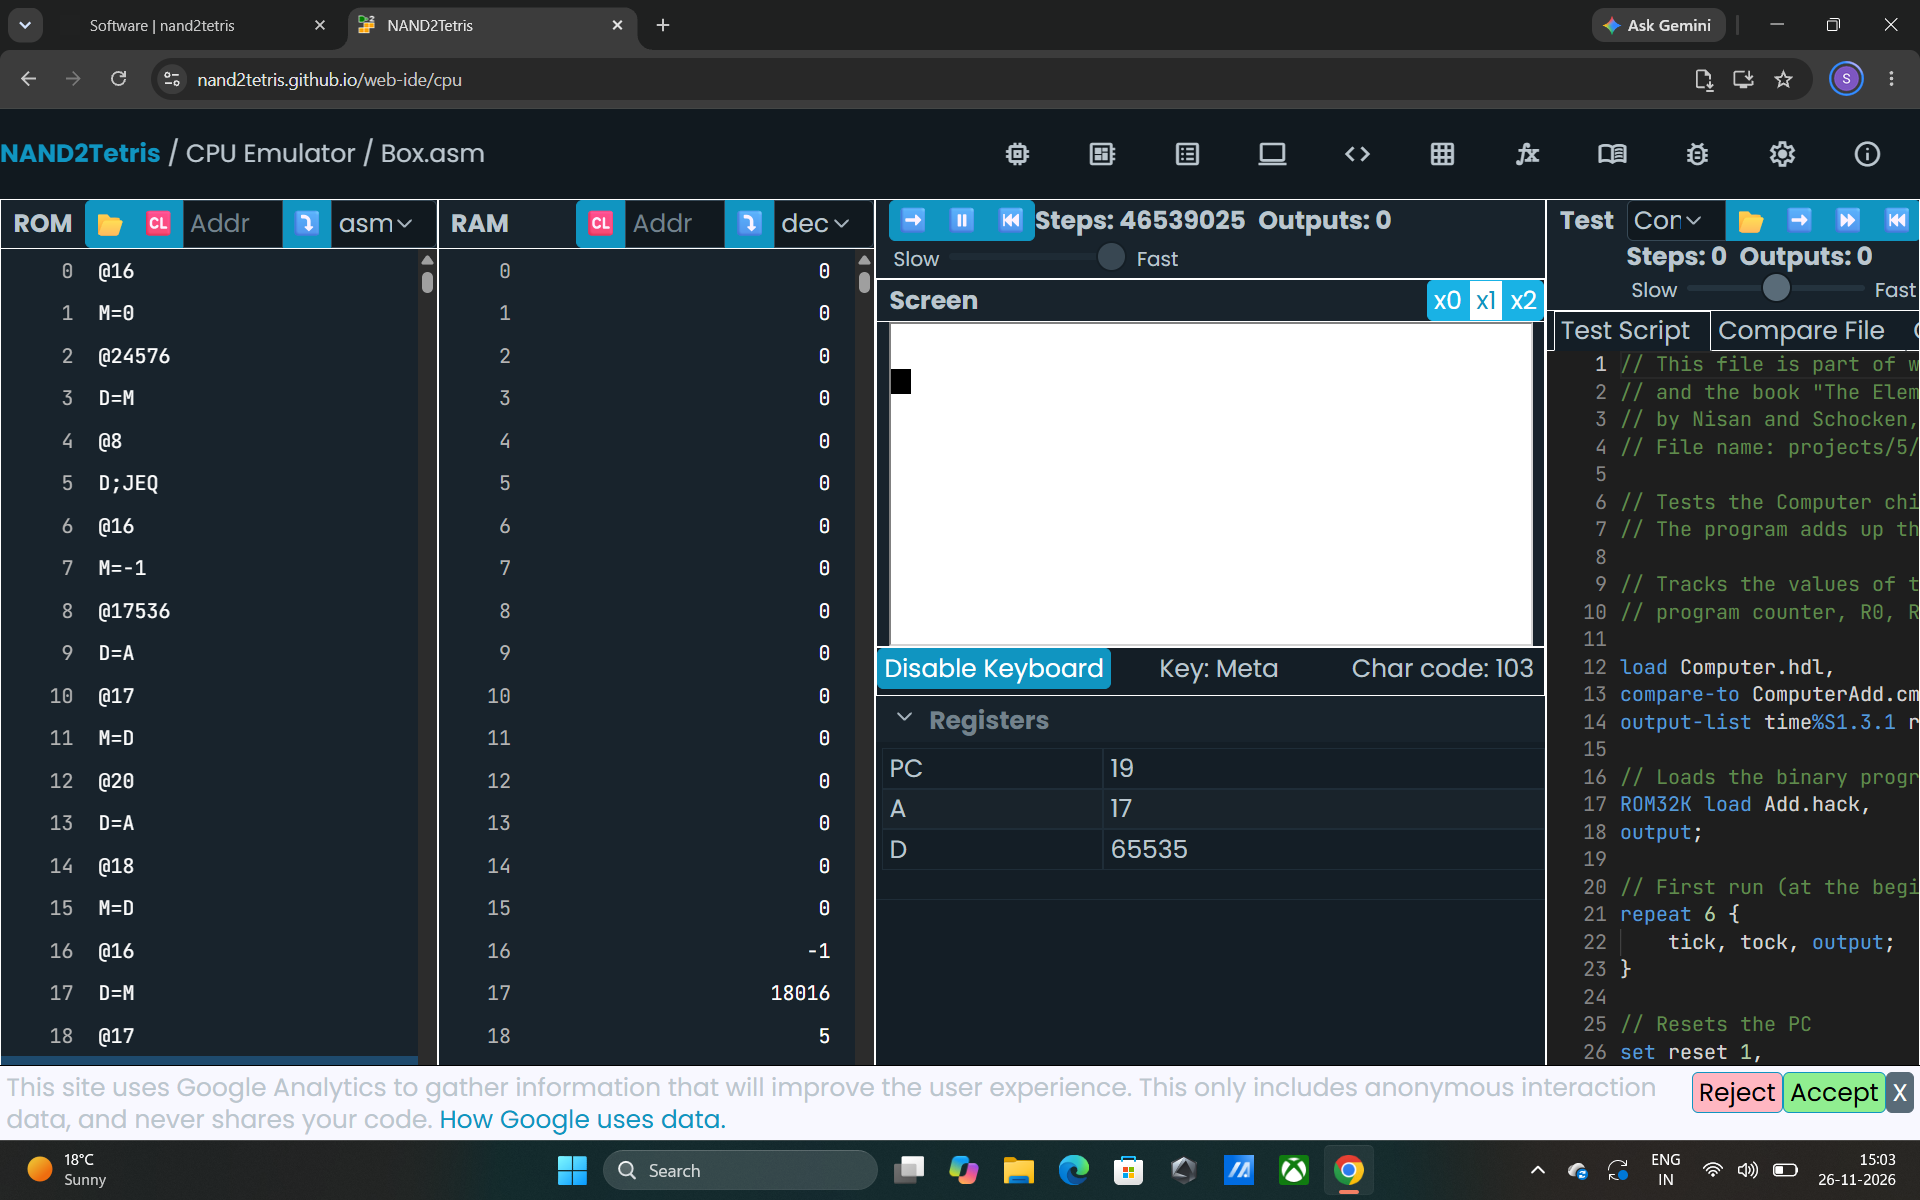 Software | nand2tetris
NAND2Tetris
Ask Gemini
nand2tetris.github.io/web-ide/cpu
S
NAND2Tetris / CPU Emulator / Box.asm
ROM CL Addr asm
0 @16
1 M=0
2 @24576
3 D=M
4 @8
5 D;JEQ
6 @16
7 M=-1
8 @17536
9 D=A
10 @17
11 M=D
12 @20
13 D=A
14 @18
15 M=D
16 @16
17 D=M
18 @17
RAM CL Addr dec
0 0
1 0
2 0
3 0
4 0
5 0
6 0
7 0
8 0
9 0
10 0
11 0
12 0
13 0
14 0
15 0
16 -1
17 18016
18 5
Steps: 46539025 Outputs: 0
Slow Fast
Screen x0 x1 x2
Disable Keyboard Key: Meta Char code: 103
Registers
PC 19
A 17
D 65535
Test Con
Steps: 0 Outputs: 0
Slow Fast
Test Script Compare File
1 // This file is part of w
2 // and the book "The Elem
3 // by Nisan and Schocken,
4 // File name: projects/5/
5
6 // Tests the Computer chi
7 // The program adds up th
8
9 // Tracks the values of t
10 // program counter, R0, R
11
12 load Computer.hdl,
13 compare-to ComputerAdd.cm
14 output-list time%S1.3.1 r
15
16 // Loads the binary progr
17 ROM32K load Add.hack,
18 output;
19
20 // First run (at the begi
21 repeat 6 {
22 tick, tock, output;
23 }
24
25 // Resets the PC
26 set reset 1,
This site uses Google Analytics to gather information that will improve the user experience. This only includes anonymous interaction
data, and never shares your code. How Google uses data.
Reject Accept X
18°C
Sunny
Search
ENG
IN
15:03
26-11-2026